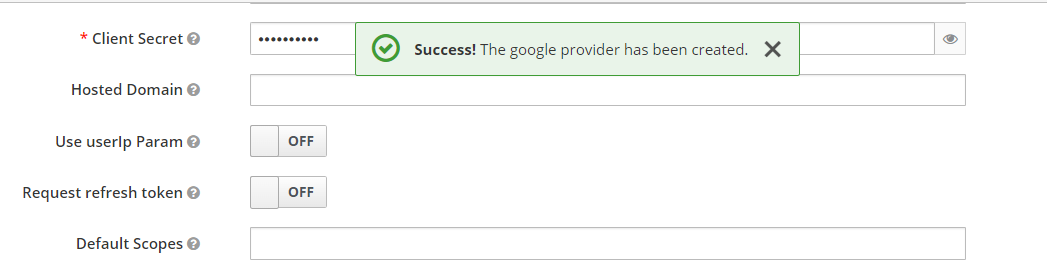 * Client Secret
••••••••••
Success! The google provider has been created.
Hosted Domain
Use userIp Param
OFF
Request refresh token
OFF
Default Scopes